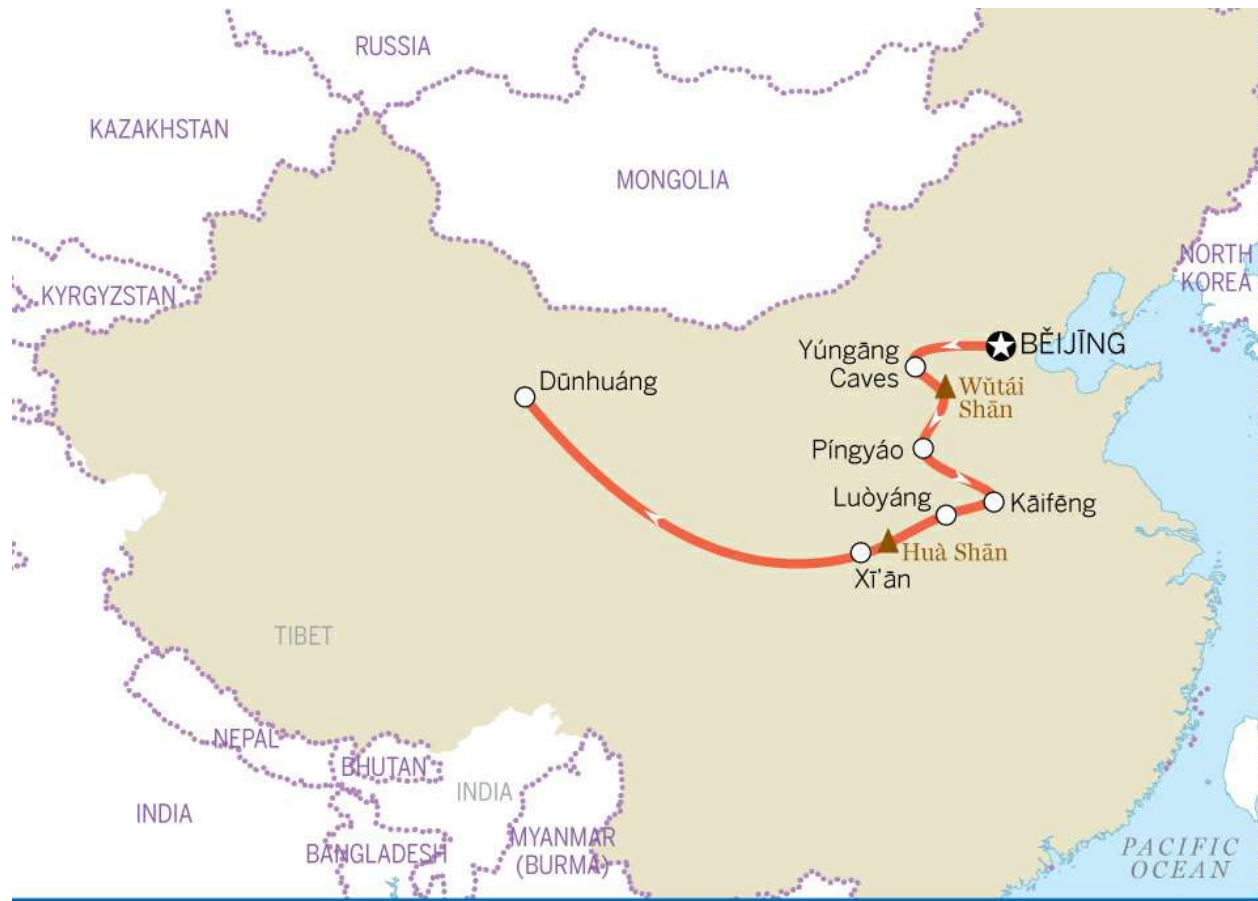 RUSSIA
KAZAKHSTAN
MONGOLIA
NORTH
KOREA
KYRGYZSTAN
BĚIJĪNG
Yúngāng
Caves
Wǔtái
Shān
Dūnhuáng
Píngyáo
Luòyáng
Kāifēng
Huà Shān
Xī’ān
TIBET
NEPAL
BHUTAN
INDIA
INDIA
MYANMAR
(BURMA)
BANGLADESH
PACIFIC
OCEAN